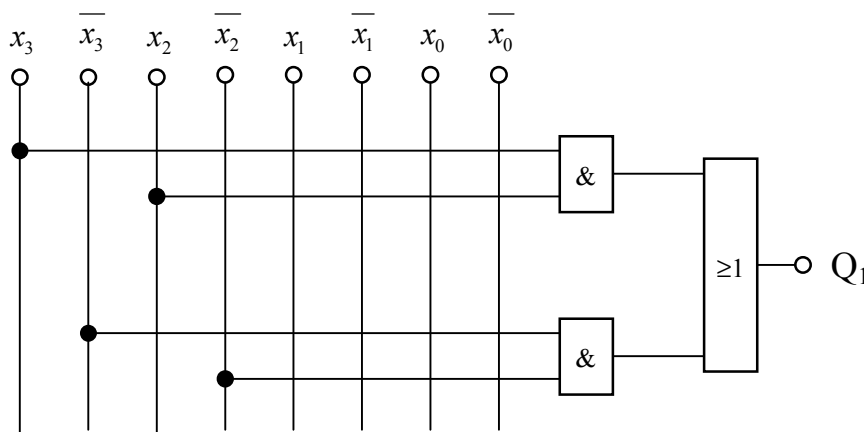 x₃ x̅₃ x₂ x̅₂ x₁ x̅₁ x₀ x̅₀
&
≥1
Q₁
&